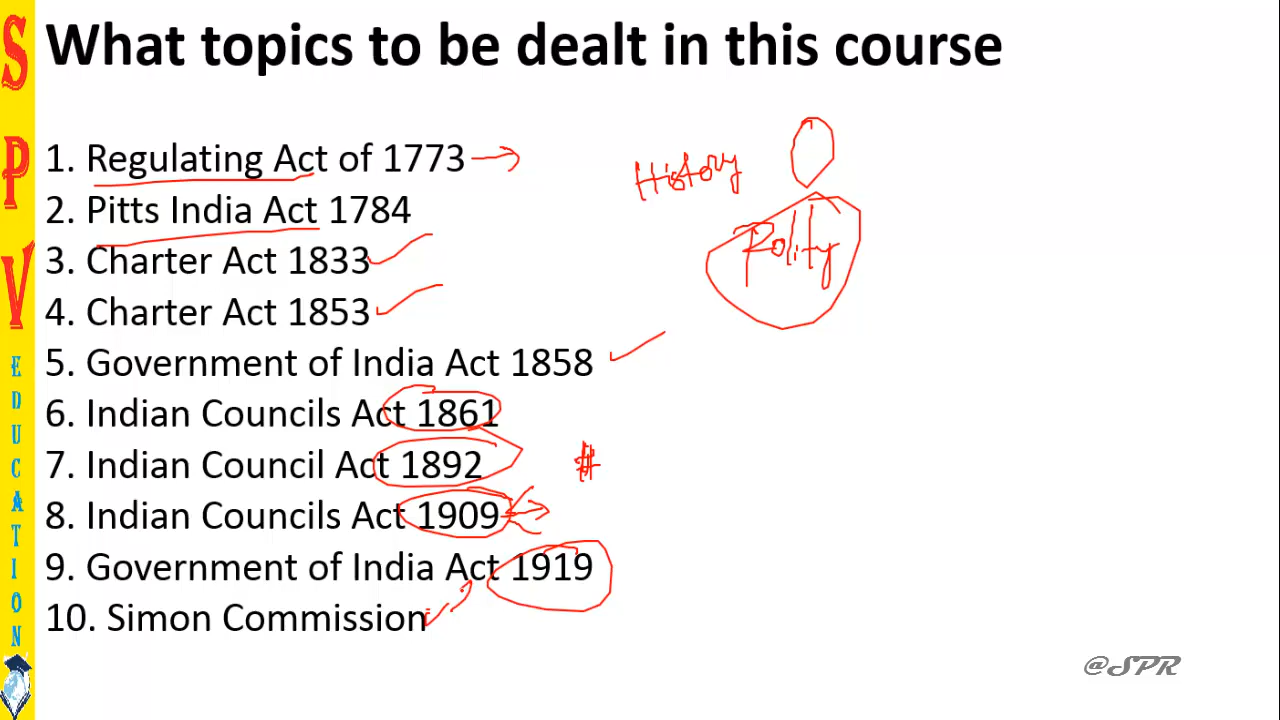 What topics to be dealt in this course
SPV EDUCATION
1. Regulating Act of 1773
History
2. Pitts India Act 1784
Polity
3. Charter Act 1833
4. Charter Act 1853
5. Government of India Act 1858
6. Indian Councils Act 1861
7. Indian Council Act 1892
#
8. Indian Councils Act 1909
9. Government of India Act 1919
10. Simon Commission
@SPR